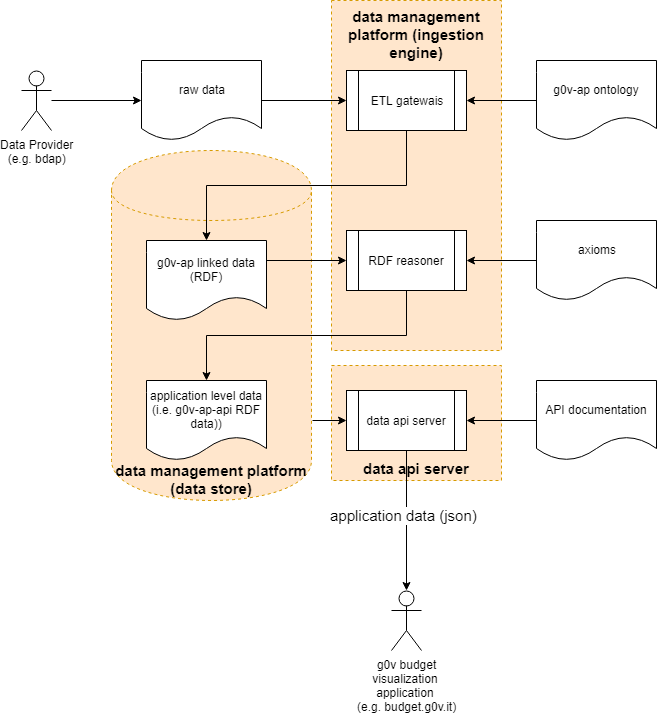 data management
platform (ingestion
engine)
raw data
ETL gatewais
g0v-ap ontology
Data Provider
(e.g. bdap)
g0v-ap linked data
(RDF)
RDF reasoner
axioms
application level data
(i.e. g0v-ap-api RDF
data))
data api server
API documentation
data management platform
(data store)
data api server
application data (json)
g0v budget
visualization
application
(e.g. budget.g0v.it)